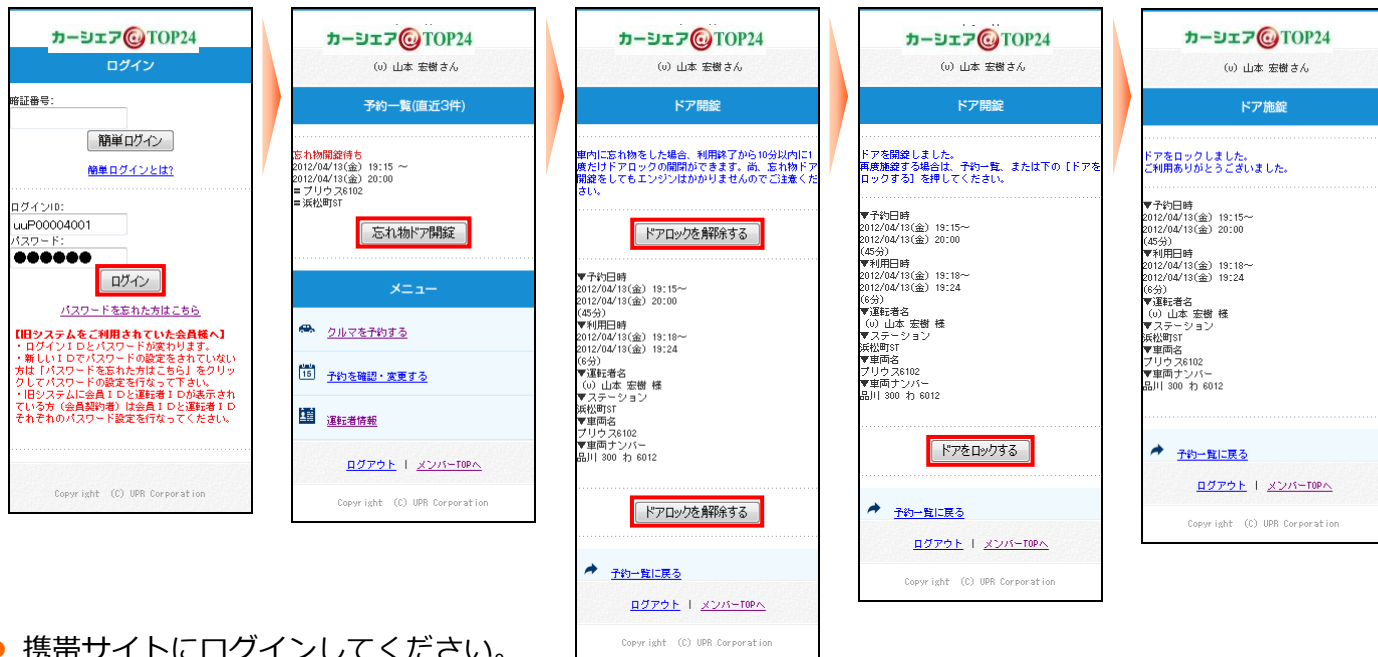 カーシェア@TOP24
ログイン
暗証番号:
簡単ログイン
簡単ログインとは?
ログインID:
uuP00004001
パスワード:
●●●●●●
ログイン
パスワードを忘れた方はこちら
【旧システムをご利用されていた会員様へ】
・ログインIDとパスワードが変わります。
・新しいIDでパスワードの設定をされていない
方は「パスワードを忘れた方はこちら」をクリッ
クしてパスワードの設定を行なって下さい。
・旧システムに会員IDと運転者IDが表示され
ている方(会員契約者)は会員IDと運転者ID
それぞれのパスワード設定を行なってください。
Copyright (C) UPR Corporation
カーシェア@TOP24
(u) 山本 宏樹さん
予約一覧(直近3件)
忘れ物開錠待ち
2012/04/13(金) 19:15 ~
2012/04/13(金) 20:00
= プリウス6102
= 浜松町ST
忘れ物ドア開錠
メニュー
クルマを予約する
15
予約を確認・変更する
運転者情報
ログアウト | メンバーTOPへ
Copyright (C) UPR Corporation
カーシェア@TOP24
(u) 山本 宏樹さん
ドア開錠
車内に忘れ物をした場合、利用終了から10分以内に1
度だけドアロックの開閉ができます。尚、忘れ物ドア
開錠をしてもエンジンはかかりませんのでご注意くだ
さい。
ドアロックを解除する
▼予約日時
2012/04/13(金) 19:15~
2012/04/13(金) 20:00
(45分)
▼利用日時
2012/04/13(金) 19:18~
2012/04/13(金) 19:24
(6分)
▼運転者名
(u) 山本 宏樹 様
▼ステーション
浜松町ST
▼車両名
プリウス6102
▼車両ナンバー
品川 300 わ 6012
ドアロックを解除する
予約一覧に戻る
ログアウト | メンバーTOPへ
Copyright (C) UPR Corporation
カーシェア@TOP24
(u) 山本 宏樹さん
ドア開錠
ドアを開錠しました。
再度施錠する場合は、予約一覧、または下の[ドアを
ロックする] を押してください。
▼予約日時
2012/04/13(金) 19:15~
2012/04/13(金) 20:00
(45分)
▼利用日時
2012/04/13(金) 19:18~
2012/04/13(金) 19:24
(6分)
▼運転者名
(u) 山本 宏樹 様
▼ステーション
浜松町ST
▼車両名
プリウス6102
▼車両ナンバー
品川 300 わ 6012
ドアをロックする
予約一覧に戻る
ログアウト | メンバーTOPへ
Copyright (C) UPR Corporation
カーシェア@TOP24
(u) 山本 宏樹さん
ドア施錠
ドアをロックしました。
ご利用ありがとうございました。
▼予約日時
2012/04/13(金) 19:15~
2012/04/13(金) 20:00
(45分)
▼利用日時
2012/04/13(金) 19:18~
2012/04/13(金) 19:24
(6分)
▼運転者名
(u) 山本 宏樹 様
▼ステーション
浜松町ST
▼車両名
プリウス6102
▼車両ナンバー
品川 300 わ 6012
予約一覧に戻る
ログアウト | メンバーTOPへ
Copyright (C) UPR Corporation
携帯サイトにログインしてください。